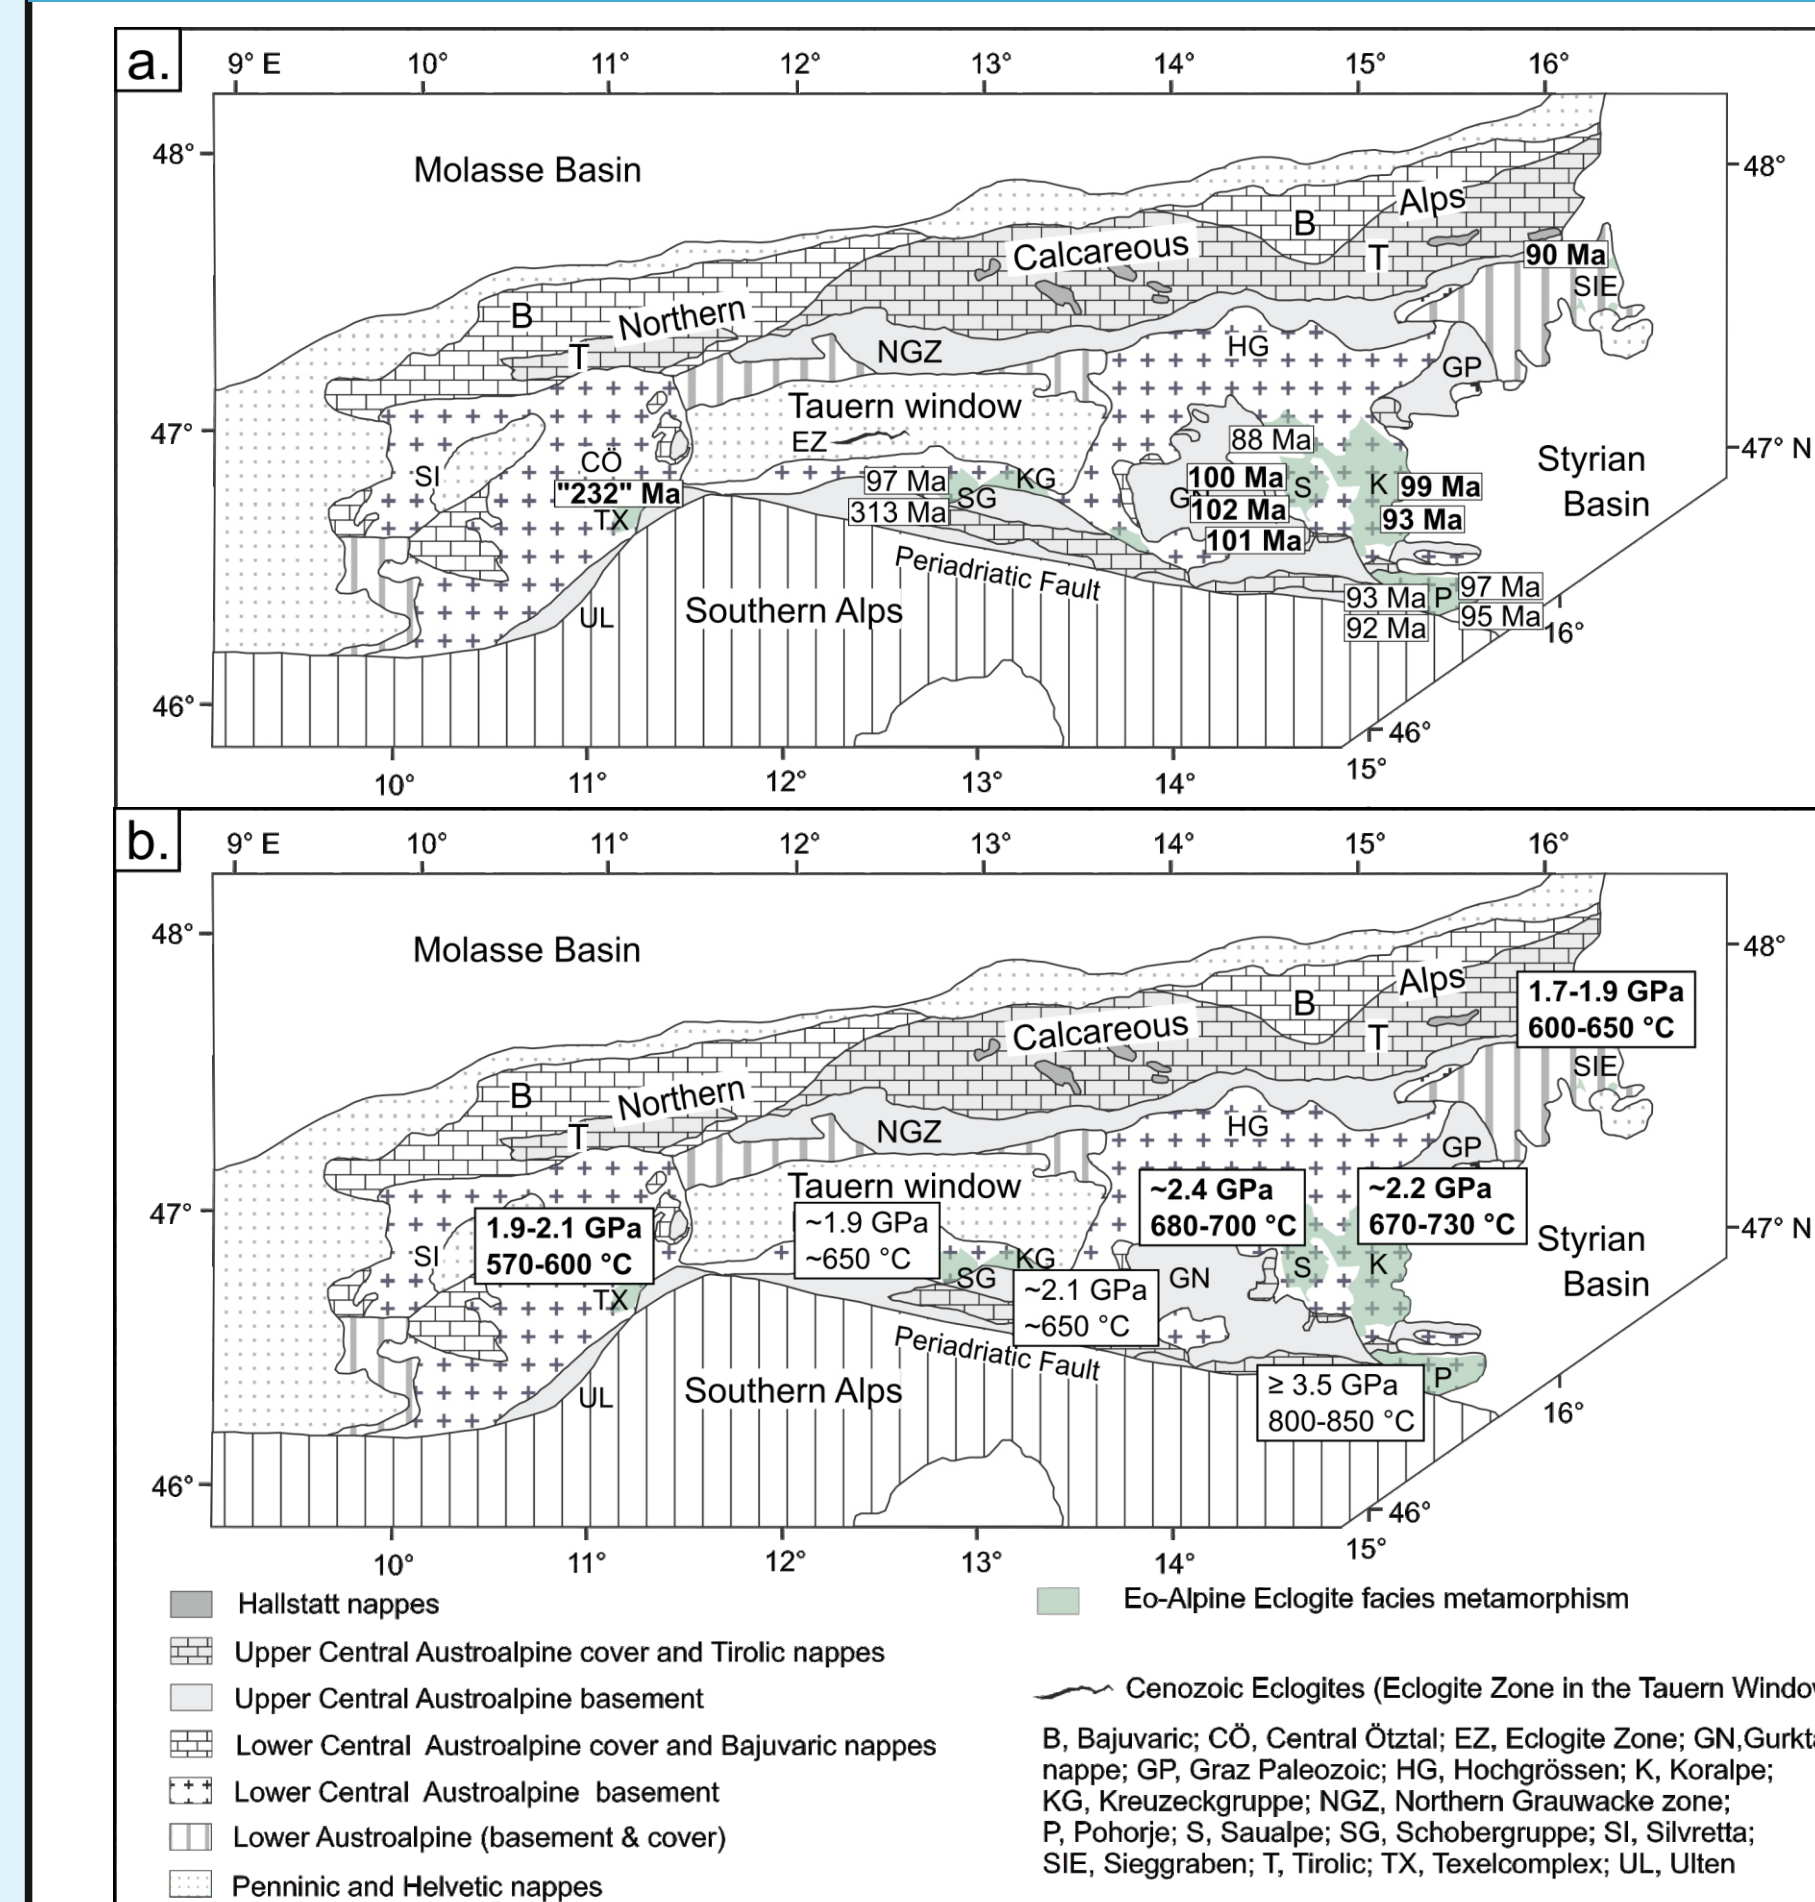 a.
9° E 10° 11° 12° 13° 14° 15° 16°
48° 48°
Molasse Basin
Alps
B
Calcareous
T
90 Ma
SIE
B
Northern
T
NGZ
HG
GP
Tauern window
47° 47° N
EZ
88 Ma
Styrian
Basin
SI
CÖ
"232" Ma
TX
97 Ma
KG
SG
313 Ma
100 Ma
S
K
99 Ma
102 Ma
93 Ma
101 Ma
Periadriatic Fault
Southern Alps
UL
93 Ma
P
97 Ma
92 Ma
95 Ma
16°
46° 46°
10° 11° 12° 13° 14° 15°
b.
9° E 10° 11° 12° 13° 14° 15° 16°
48° 48°
Molasse Basin
Alps
B
Calcareous
T
1.7-1.9 GPa
600-650 °C
SIE
B
Northern
T
NGZ
HG
GP
Tauern window
47° 47° N
~2.4 GPa
680-700 °C
~2.2 GPa
670-730 °C
1.9-2.1 GPa
570-600 °C
~1.9 GPa
~650 °C
Styrian
Basin
SI
KG
SG
GN
S
K
TX
~2.1 GPa
~650 °C
Periadriatic Fault
Southern Alps
UL
≥ 3.5 GPa
800-850 °C
P
16°
46° 46°
10° 11° 12° 13° 14° 15°
Hallstatt nappes
Upper Central Austroalpine cover and Tirolic nappes
Upper Central Austroalpine basement
Lower Central Austroalpine cover and Bajuvaric nappes
Lower Central Austroalpine basement
Lower Austroalpine (basement & cover)
Penninic and Helvetic nappes
Eo-Alpine Eclogite facies metamorphism
Cenozoic Eclogites (Eclogite Zone in the Tauern
B, Bajuvaric; CÖ, Central Ötztal; EZ, Eclogite Zone; GN,
nappe; GP, Graz Paleozoic; HG, Hochgrössen; K, Koralpe;
KG, Kreuzeckgruppe; NGZ, Northern Grauwacke zone;
P, Pohorje; S, Saualpe; SG, Schobergruppe; SI, Silvretta;
SIE, Sieggraben; T, Tirolic; TX, Texelcomplex; UL, Ulten